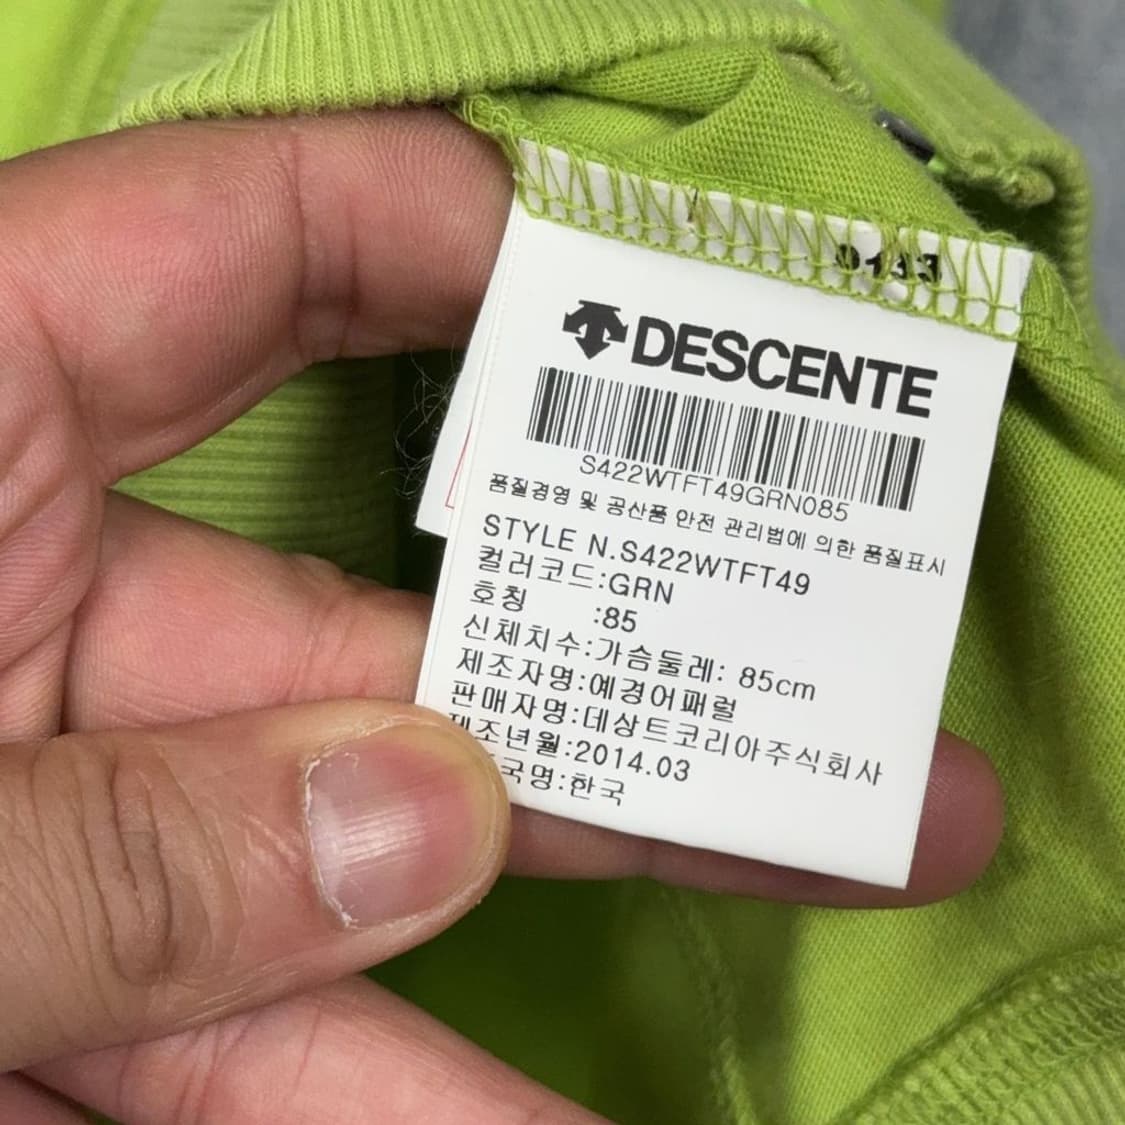 9133
DESCENTE
S422WTFT49GRN085
품질경영 및 공산품 안전 관리법에 의한 품질표시
STYLE N.S422WTFT49
컬러코드:GRN
호칭 :85
신체치수:가슴둘레: 85cm
제조자명:예경어패럴
판매자명:데상트코리아주식회사
제조년월:2014.03
국명:한국